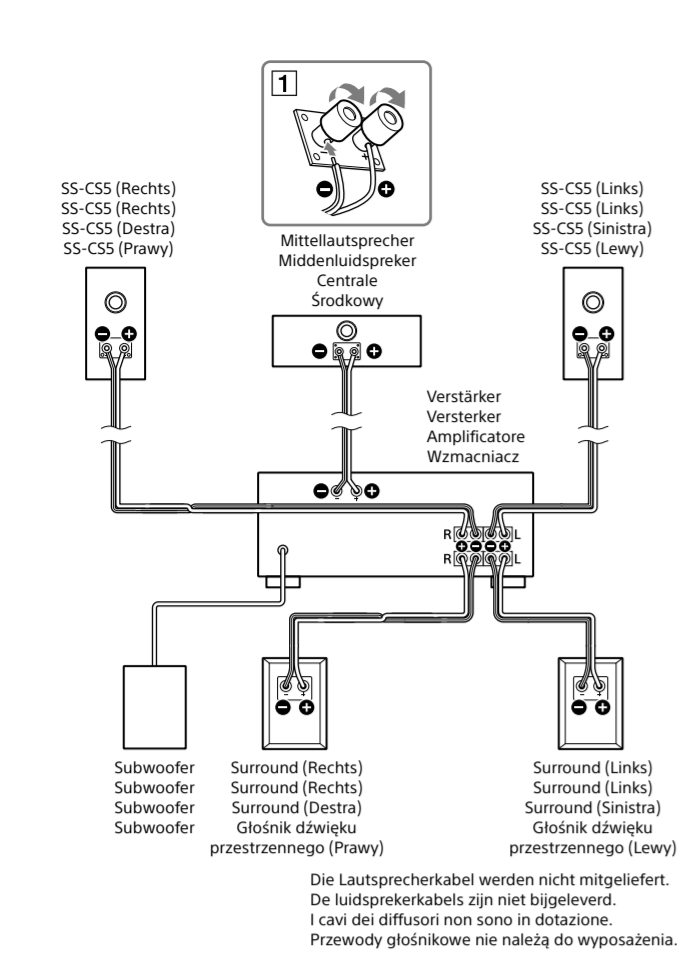 1
SS-CS5 (Rechts)
SS-CS5 (Rechts)
SS-CS5 (Destra)
SS-CS5 (Prawy)
Mittellautsprecher
Middenluidspreker
Centrale
Środkowy
SS-CS5 (Links)
SS-CS5 (Links)
SS-CS5 (Sinistra)
SS-CS5 (Lewy)
Verstärker
Versterker
Amplificatore
Wzmacniacz
R L
R L
Subwoofer
Subwoofer
Subwoofer
Subwoofer
Surround (Rechts)
Surround (Rechts)
Surround (Destra)
Głośnik dźwięku
przestrzennego (Prawy)
Surround (Links)
Surround (Links)
Surround (Sinistra)
Głośnik dźwięku
przestrzennego (Lewy)
Die Lautsprecherkabel werden nicht mitgeliefert.
De luidsprekerkabels zijn niet bijgeleverd.
I cavi dei diffusori non sono in dotazione.
Przewody głośnikowe nie należą do wyposażenia.